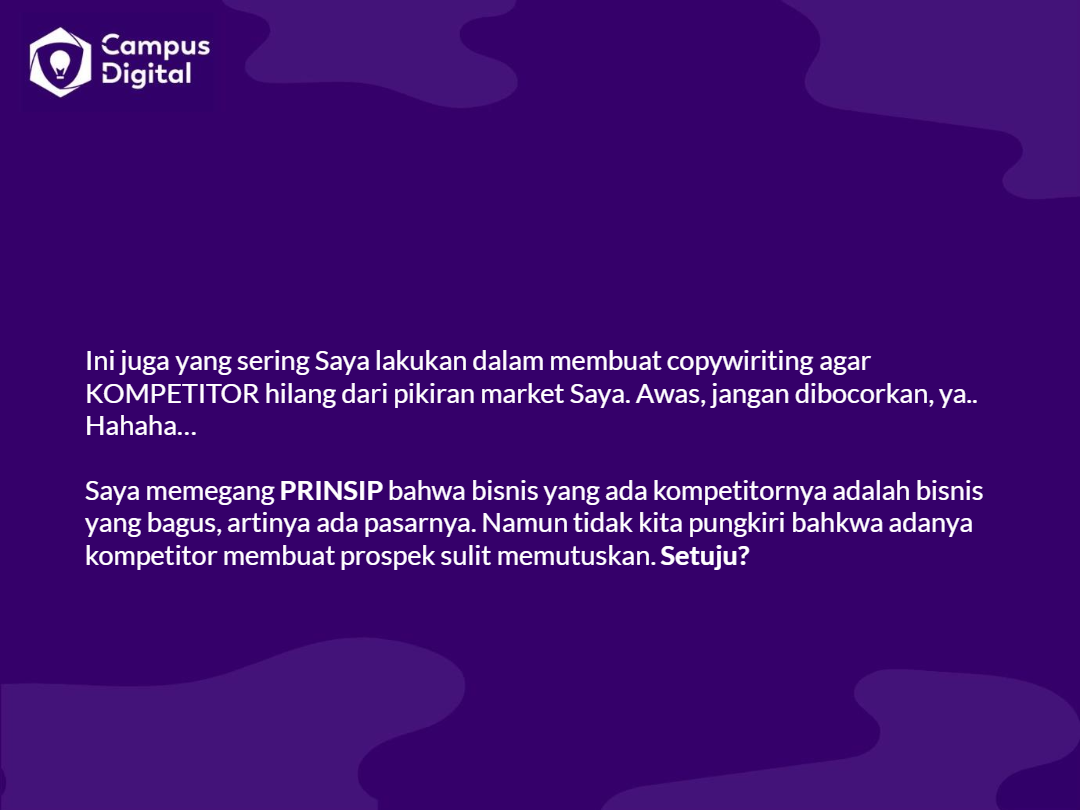 Campus
Digital
Ini juga yang sering Saya lakukan dalam membuat copywiriting agar
KOMPETITOR hilang dari pikiran market Saya. Awas, jangan dibocorkan, ya..
Hahaha...
Saya memegang PRINSIP bahwa bisnis yang ada kompetitornya adalah bisnis
yang bagus, artinya ada pasarnya. Namun tidak kita pungkiri bahkwa adanya
kompetitor membuat prospek sulit memutuskan. Setuju?